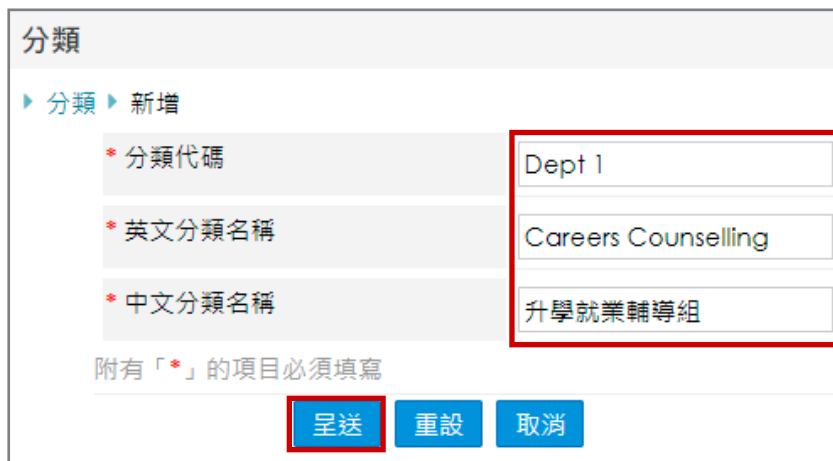 分類
分類 新增
* 分類代碼 Dept 1
* 英文分類名稱 Careers Counselling
* 中文分類名稱 升學就業輔導組
附有「*」的項目必須填寫
呈送 重設 取消